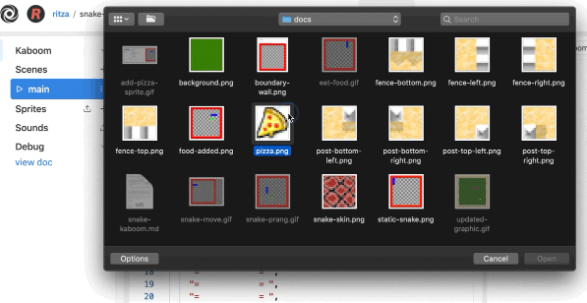 ritza / snake-
docs
Search
Kaboom
Scenes
main
Sprites
Sounds
Debug
view doc
add-pizza-
sprite.gif
background.png
boundary-
wall.png
eat-food.gif
fence-bottom.png
fence-left.png
fence-right.png
fence-top.png
food-added.png
pizza.png
post-bottom-
left.png
post-bottom-
right.png
post-top-left.png
post-top-
right.png
snake-
kaboom.md
snake-move.gif
snake-prang.gif
snake-skin.png
static-snake.png
updated-
graphic.gif
Options
Cancel
Open
18 "= = ",
19 "= = ",
20 "= = ",